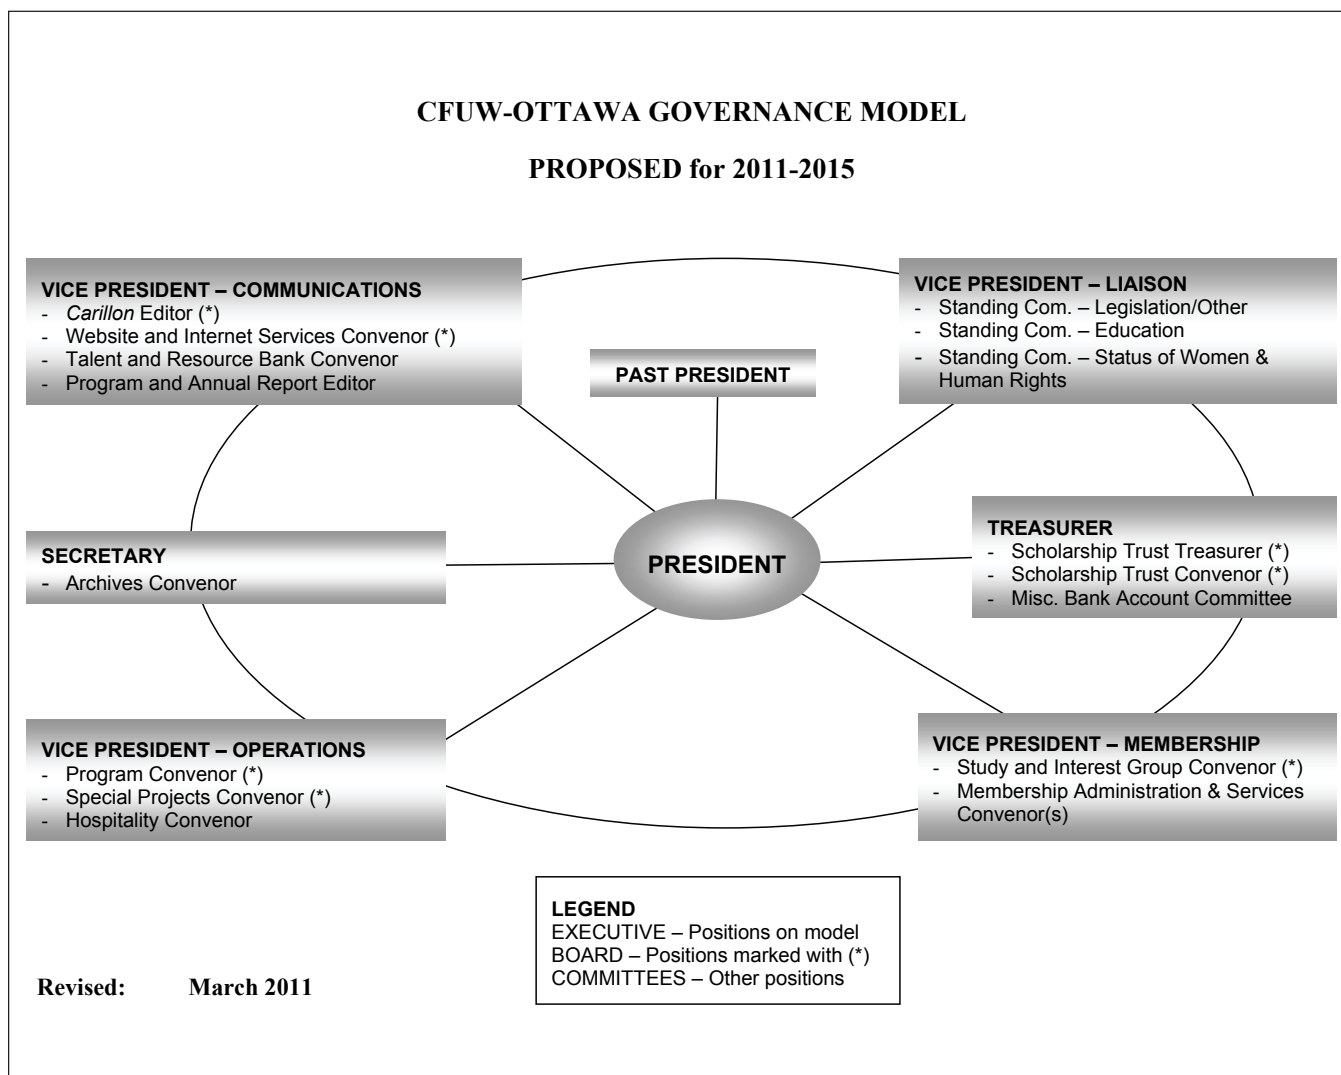 CFUW-OTTAWA GOVERNANCE MODEL
PROPOSED for 2011-2015
VICE PRESIDENT – COMMUNICATIONS
- Carillon Editor (*)
- Website and Internet Services Convenor (*)
- Talent and Resource Bank Convenor
- Program and Annual Report Editor
VICE PRESIDENT – LIAISON
- Standing Com. – Legislation/Other
- Standing Com. – Education
- Standing Com. – Status of Women &
Human Rights
PAST PRESIDENT
SECRETARY
- Archives Convenor
PRESIDENT
TREASURER
- Scholarship Trust Treasurer (*)
- Scholarship Trust Convenor (*)
- Misc. Bank Account Committee
VICE PRESIDENT – OPERATIONS
- Program Convenor (*)
- Special Projects Convenor (*)
- Hospitality Convenor
VICE PRESIDENT – MEMBERSHIP
- Study and Interest Group Convenor (*)
- Membership Administration & Services
Convenor(s)
LEGEND
EXECUTIVE – Positions on model
BOARD – Positions marked with (*)
COMMITTEES – Other positions
Revised: March 2011